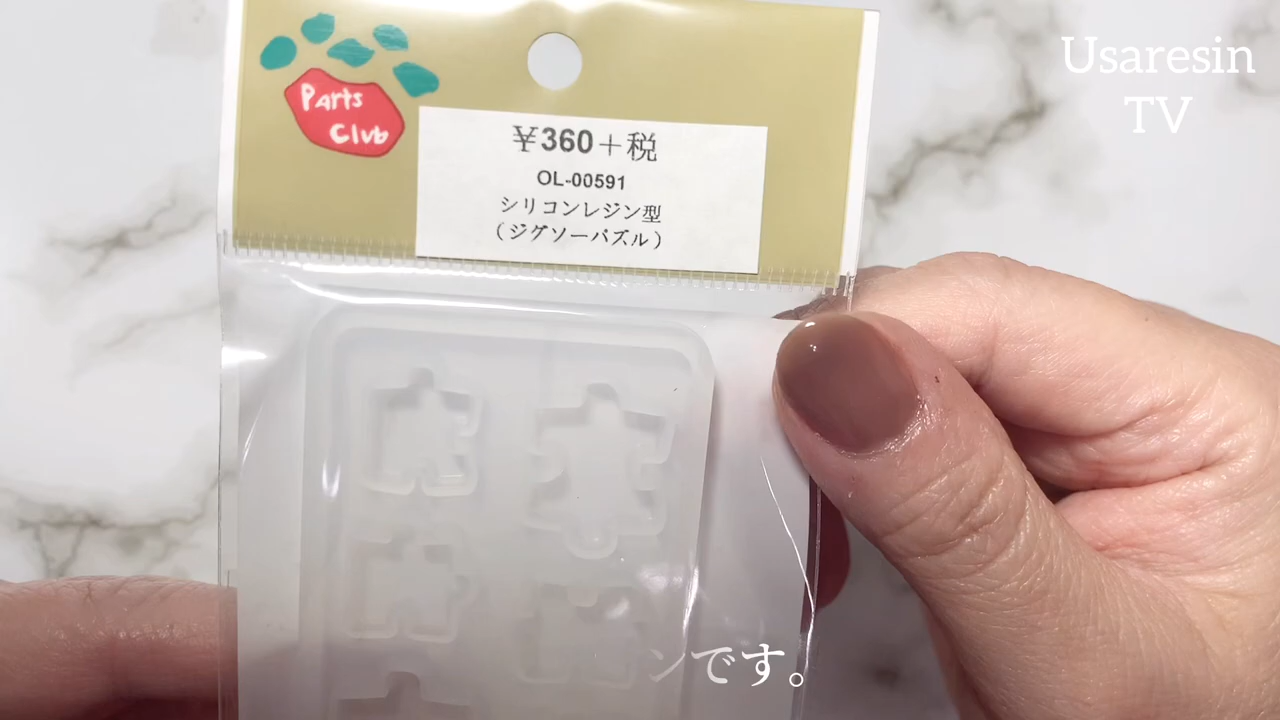 Parts
Club
¥360+税
OL-00591
シリコンレジン型
(ジグソーパズル)
Usaresin
TV
ンです。